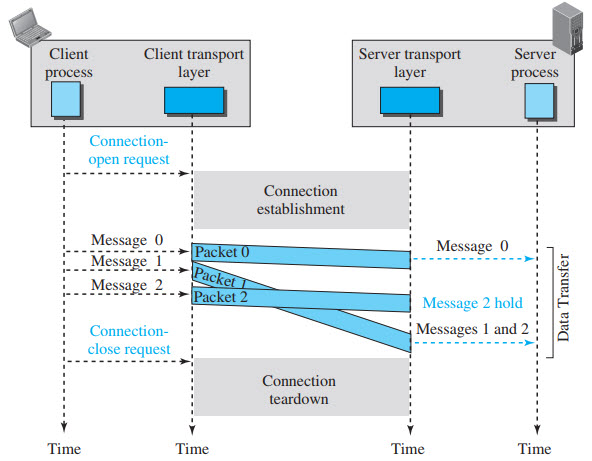 Client
process
Client transport
layer
Server transport
layer
Server
process
Connection-
open request
Connection
establishment
Message 0
Packet 0
Message 0
Message 1
Packet 1
Message 2
Packet 2
Message 2 hold
Messages 1 and 2
Data Transfer
Connection-
close request
Connection
teardown
Time
Time
Time
Time